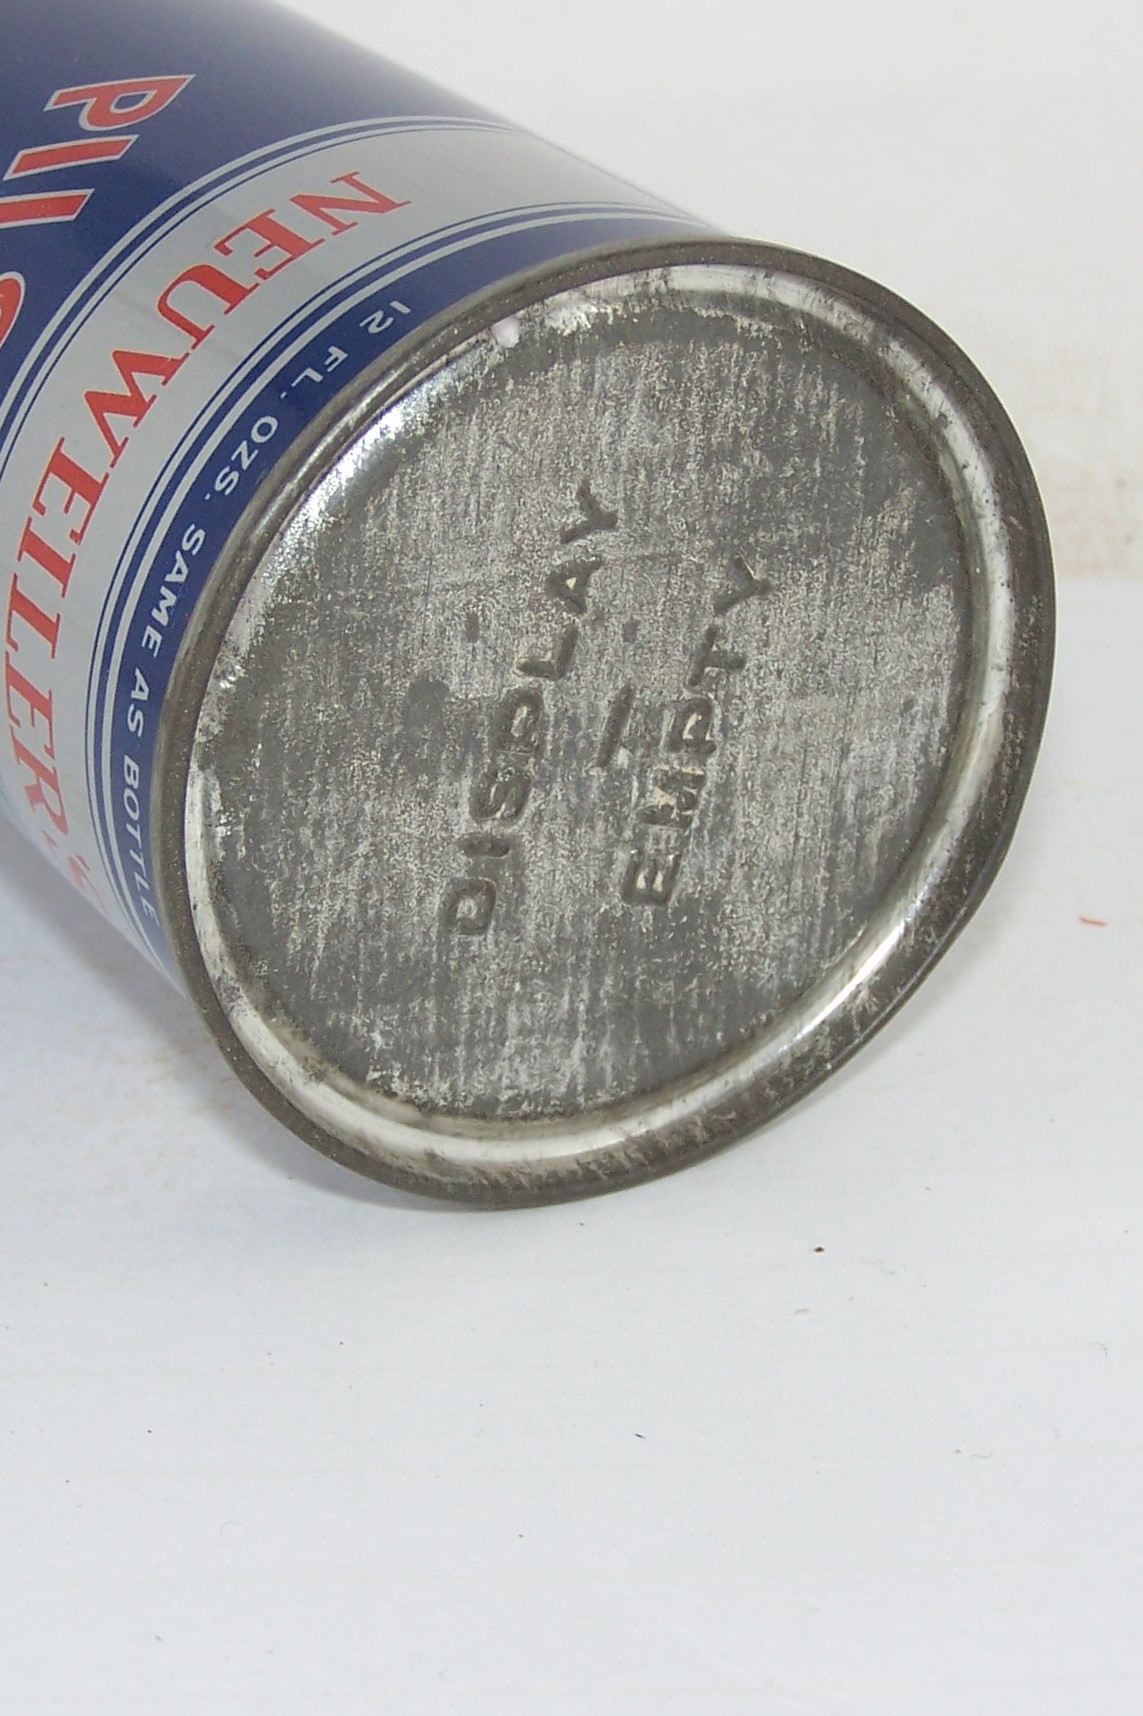 NEUWEILER
12 FL. OZS. SAME AS BOTTLE
DISPLAY
EMPTY